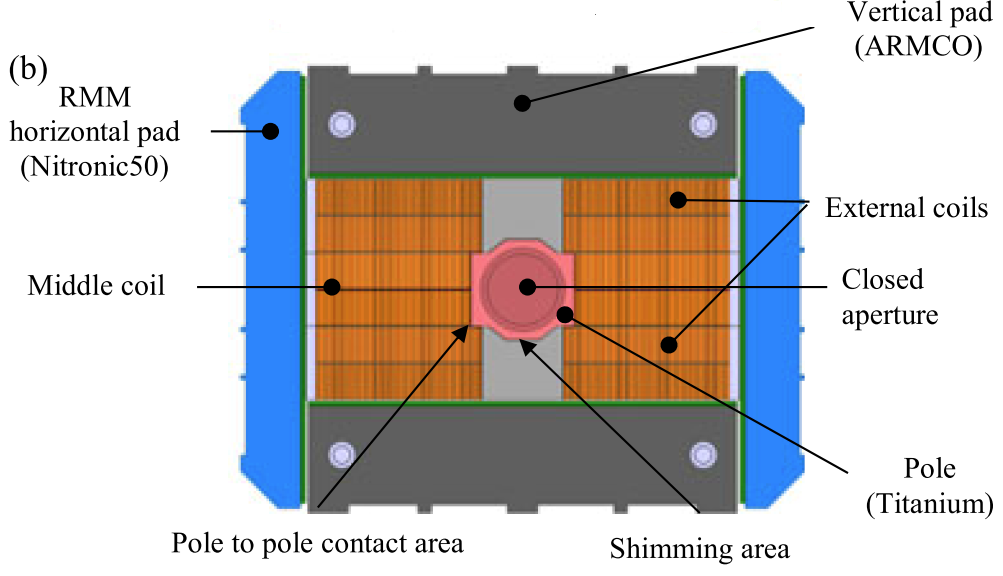 Vertical pad
(ARMCO)
(b)
RMM
horizontal pad
(Nitronic50)
External coils
Middle coil
Closed
aperture
Pole
(Titanium)
Pole to pole contact area
Shimming area